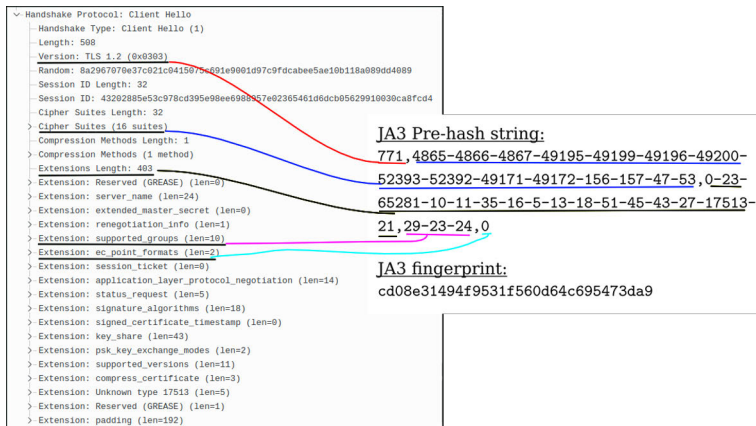 Handshake Protocol: Client Hello
Handshake Type: Client Hello (1)
Length: 508
Version: TLS 1.2 (0x0303)
Random: 8a2967070e37c021c0415075c691e9001d97c9fdcabee5ae10b118a089dd4089
Session ID Length: 32
Session ID: 43202885e53c978cd395e98ee6988957e02365461d6dcb05629910030ca8fcd4
Cipher Suites Length: 32
Cipher Suites (16 suites)
Compression Methods Length: 1
Compression Methods (1 method)
Extensions Length: 403
Extension: Reserved (GREASE) (len=0)
Extension: server_name (len=24)
Extension: extended_master_secret (len=0)
Extension: renegotiation_info (len=1)
Extension: supported_groups (len=10)
Extension: ec_point_formats (len=2)
Extension: session_ticket (len=0)
Extension: application_layer_protocol_negotiation (len=14)
Extension: status_request (len=5)
Extension: signature_algorithms (len=18)
Extension: signed_certificate_timestamp (len=0)
Extension: key_share (len=43)
Extension: psk_key_exchange_modes (len=2)
Extension: supported_versions (len=11)
Extension: compress_certificate (len=3)
Extension: Unknown type 17513 (len=5)
Extension: Reserved (GREASE) (len=1)
Extension: padding (len=192)
JA3 Pre-hash string:
771,4865-4866-4867-49195-49199-49196-49200-
52393-52392-49171-49172-156-157-47-53,0-23-
65281-10-11-35-16-5-13-18-51-45-43-27-17513-
21,29-23-24,0
JA3 fingerprint:
cd08e31494f9531f560d64c695473da9